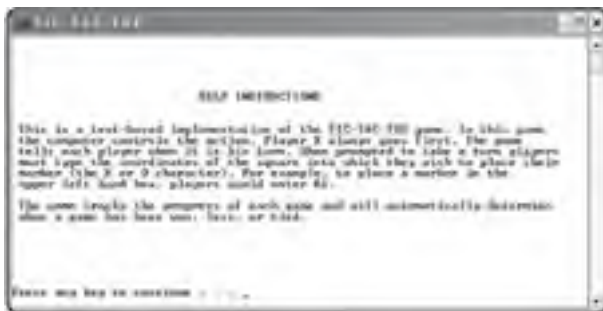 TIC-TAC-TOE
HELP INSTRUCTIONS
This is a text-based implementation of the TIC-TAC-TOE game. In this game
the computer controls the action. Player X always goes first. The game
tells each player when it is his turn. When prompted to take a turn players
must type the coordinates of the square into which they wish to place their
marker (the X or O character). For example, to place a marker in the
upper left hand box, players would enter
The game tracks the progress of each game and will automatically determine
when a game has been won, lost, or tied.
Press any key to continue . . .